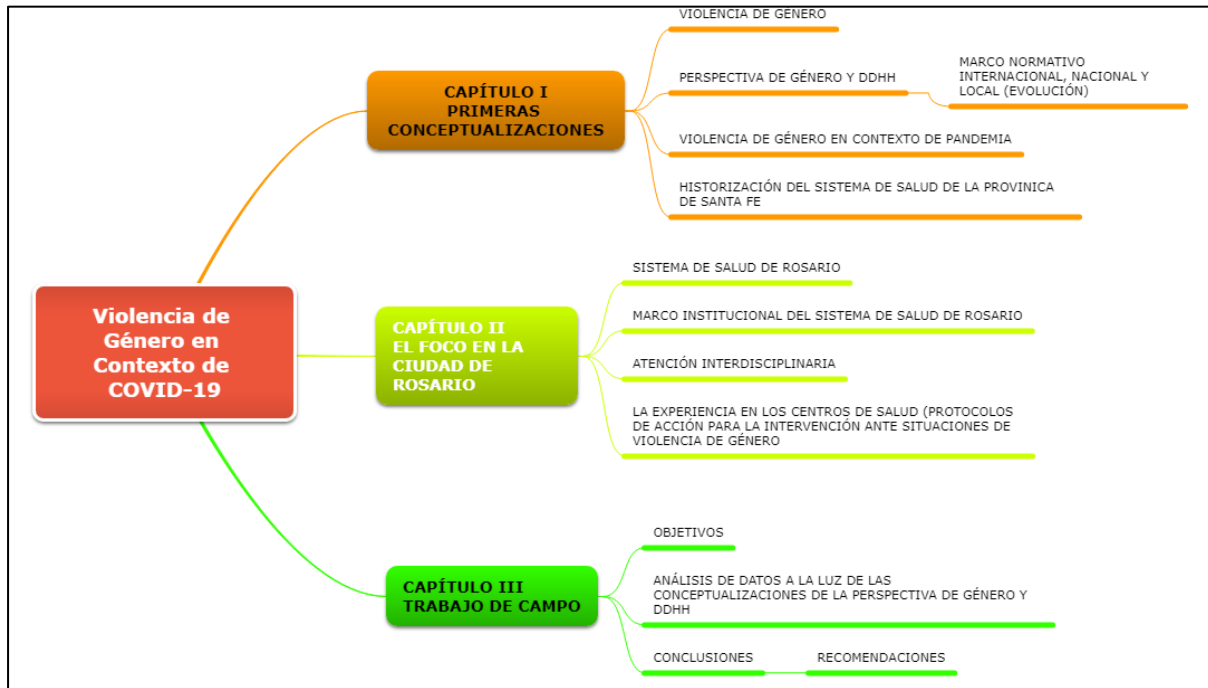 Violencia de
Género en
Contexto de
COVID-19
CAPÍTULO I
PRIMERAS
CONCEPTUALIZACIONES
VIOLENCIA DE GÉNERO
PERSPECTIVA DE GÉNERO Y DDHH
MARCO NORMATIVO
INTERNACIONAL, NACIONAL Y
LOCAL (EVOLUCIÓN)
VIOLENCIA DE GÉNERO EN CONTEXTO DE PANDEMIA
HISTORIZACIÓN DEL SISTEMA DE SALUD DE LA PROVINICA
DE SANTA FE
CAPÍTULO II
EL FOCO EN LA
CIUDAD DE
ROSARIO
SISTEMA DE SALUD DE ROSARIO
MARCO INSTITUCIONAL DEL SISTEMA DE SALUD DE ROSARIO
ATENCIÓN INTERDISCIPLINARIA
LA EXPERIENCIA EN LOS CENTROS DE SALUD (PROTOCOLOS
DE ACCIÓN PARA LA INTERVENCIÓN ANTE SITUACIONES DE
VIOLENCIA DE GÉNERO
CAPÍTULO III
TRABAJO DE CAMPO
OBJETIVOS
ANÁLISIS DE DATOS A LA LUZ DE LAS
CONCEPTUALIZACIONES DE LA PERSPECTIVA DE GÉNERO Y
DDHH
CONCLUSIONES
RECOMENDACIONES